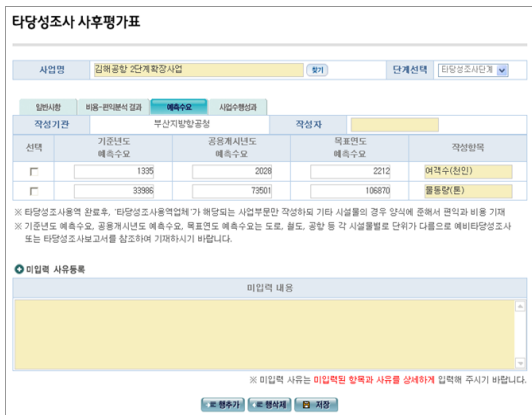 타당성조사 사후평가표
사업명 김해공항 2단계확장사업 찾기 단계선택 타당성조사단계
일반사항 비용-편익분석 결과 예측수요 사업수행성과
작성기관 부산지방항공청 작성자
선택 기준년도 예측수요 공용개시년도 예측수요 목표연도 예측수요 작성항목
1335 2028 2212 여객수(천인)
33986 73501 106870 물동량(톤)
※ 타당성조사용역 완료후, '타당성조사용역업체'가 해당되는 사업부문만 작성하되 기타 시설물의 경우 양식에 준해서 편익과 비용 기재
※ 기준년도 예측수요, 공용개시년도 예측수요, 목표연도 예측수요는 도로, 철도, 공항 등 각 시설물별로 단위가 다름으로 예비타당성조사
또는 타당성조사보고서를 참조하여 기재하시기 바랍니다.
미입력 사유등록
미입력 내용
※ 미입력 사유는 미입력된 항목과 사유를 상세하게 입력해 주시기 바랍니다.
행추가 행삭제 저장